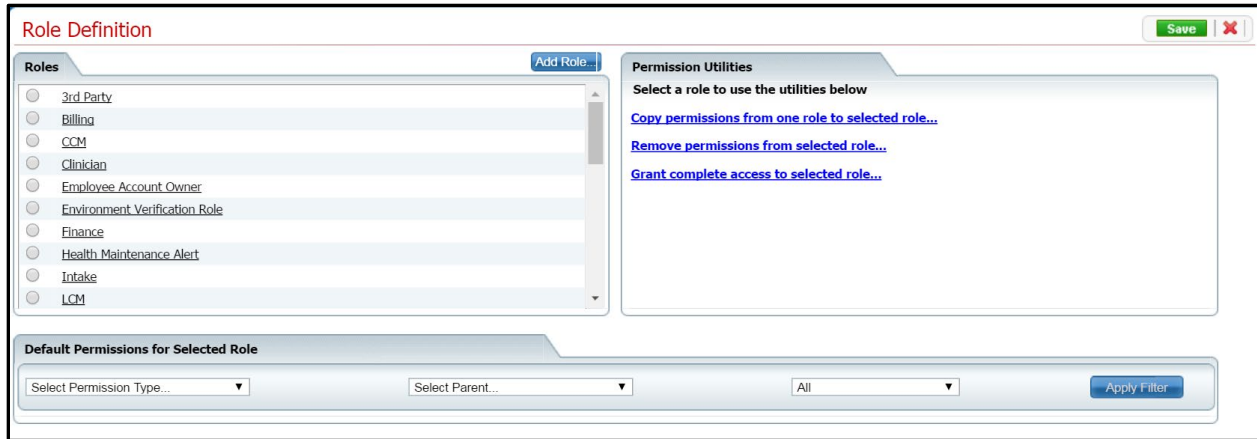 Role Definition
Save
Roles
Add Role...
3rd Party
Billing
CCM
Clinician
Employee Account Owner
Environment Verification Role
Finance
Health Maintenance Alert
Intake
LCM
Permission Utilities
Select a role to use the utilities below
Copy permissions from one role to selected role...
Remove permissions from selected role...
Grant complete access to selected role...
Default Permissions for Selected Role
Select Permission Type... Select Parent... All Apply Filter